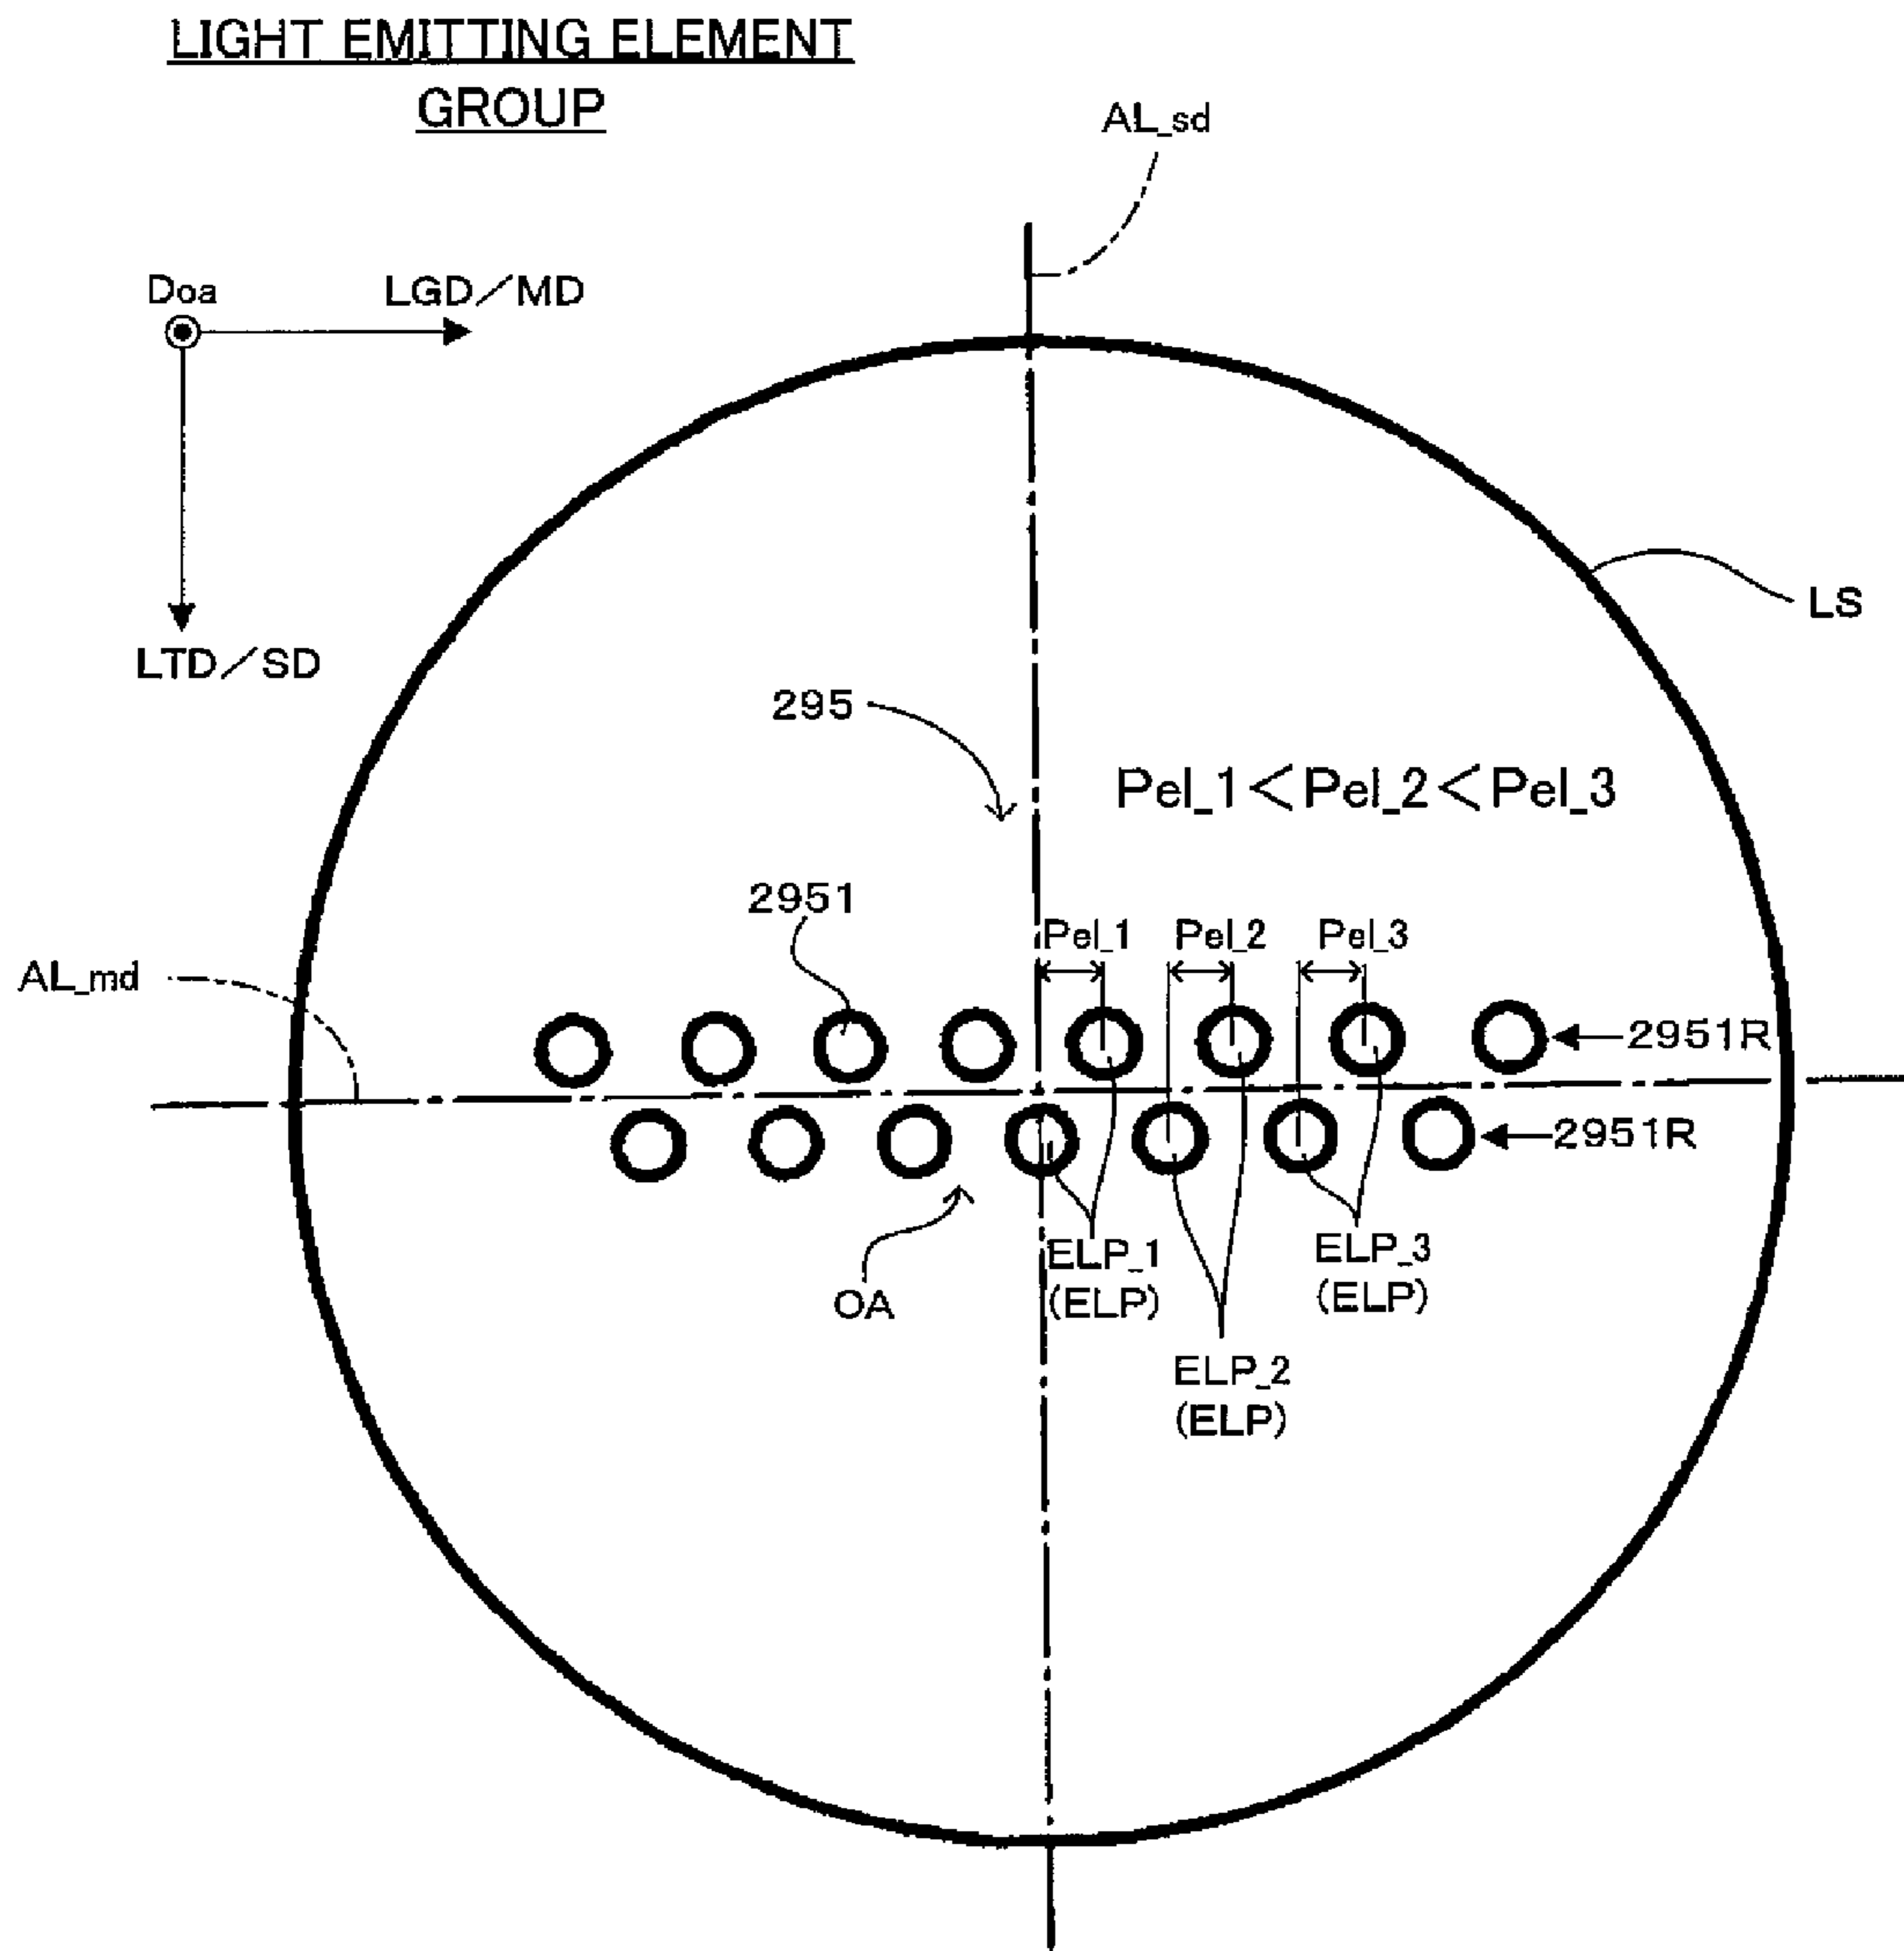 LIGHT EMITTING ELEMENT
GROUP
AL_sd
Doa
LGD/MD
LTD/SD
LS
295
Pel_1<Pel_2<Pel_3
2951
Pel_1
Pel_2
Pel_3
AL_md
2951R
2951R
OA
ELP_1
(ELP)
ELP_3
(ELP)
ELP_2
(ELP)